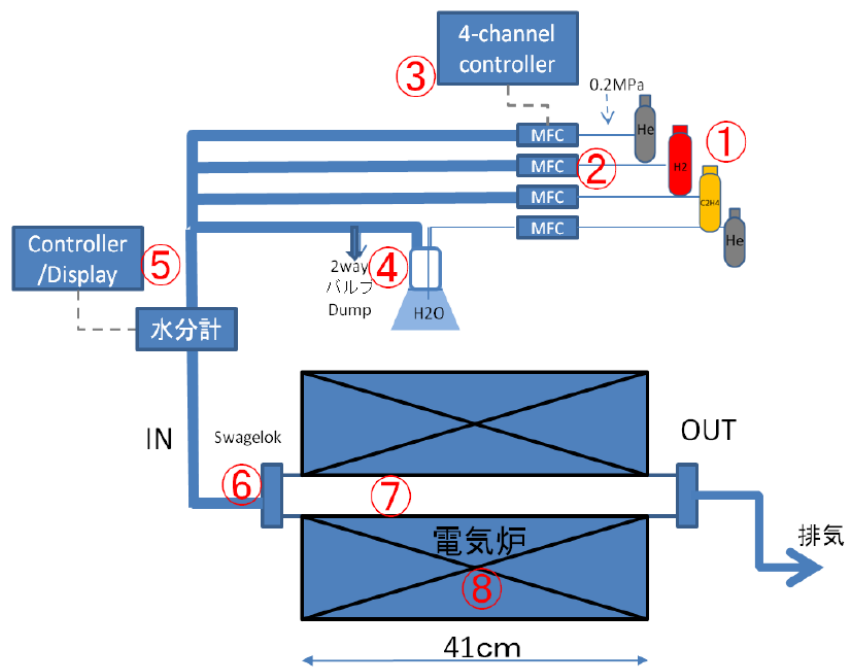 4-channel
controller
③
0.2MPa
He
①
MFC
MFC
②
H2
MFC
C2H4
MFC
He
Controller
/Display
⑤
2way
バルブ
Dump
④
H2O
水分計
IN
Swagelok
OUT
⑥
⑦
電気炉
⑧
排気
41cm